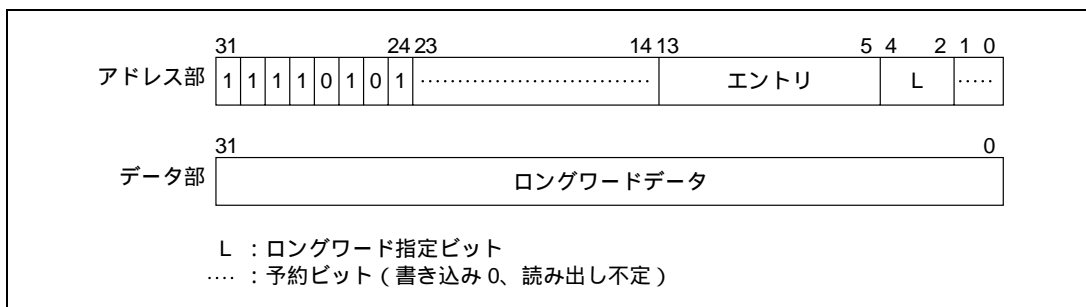 31 24 23 14 13 5 4 2 1 0
アドレス部 1 1 1 1 0 1 0 1 ……………………… エントリ L ‥‥‥
31 0
データ部 ロングワードデータ
L ：ロングワード指定ビット
‥‥ ：予約ビット（書き込み 0、読み出し不定）